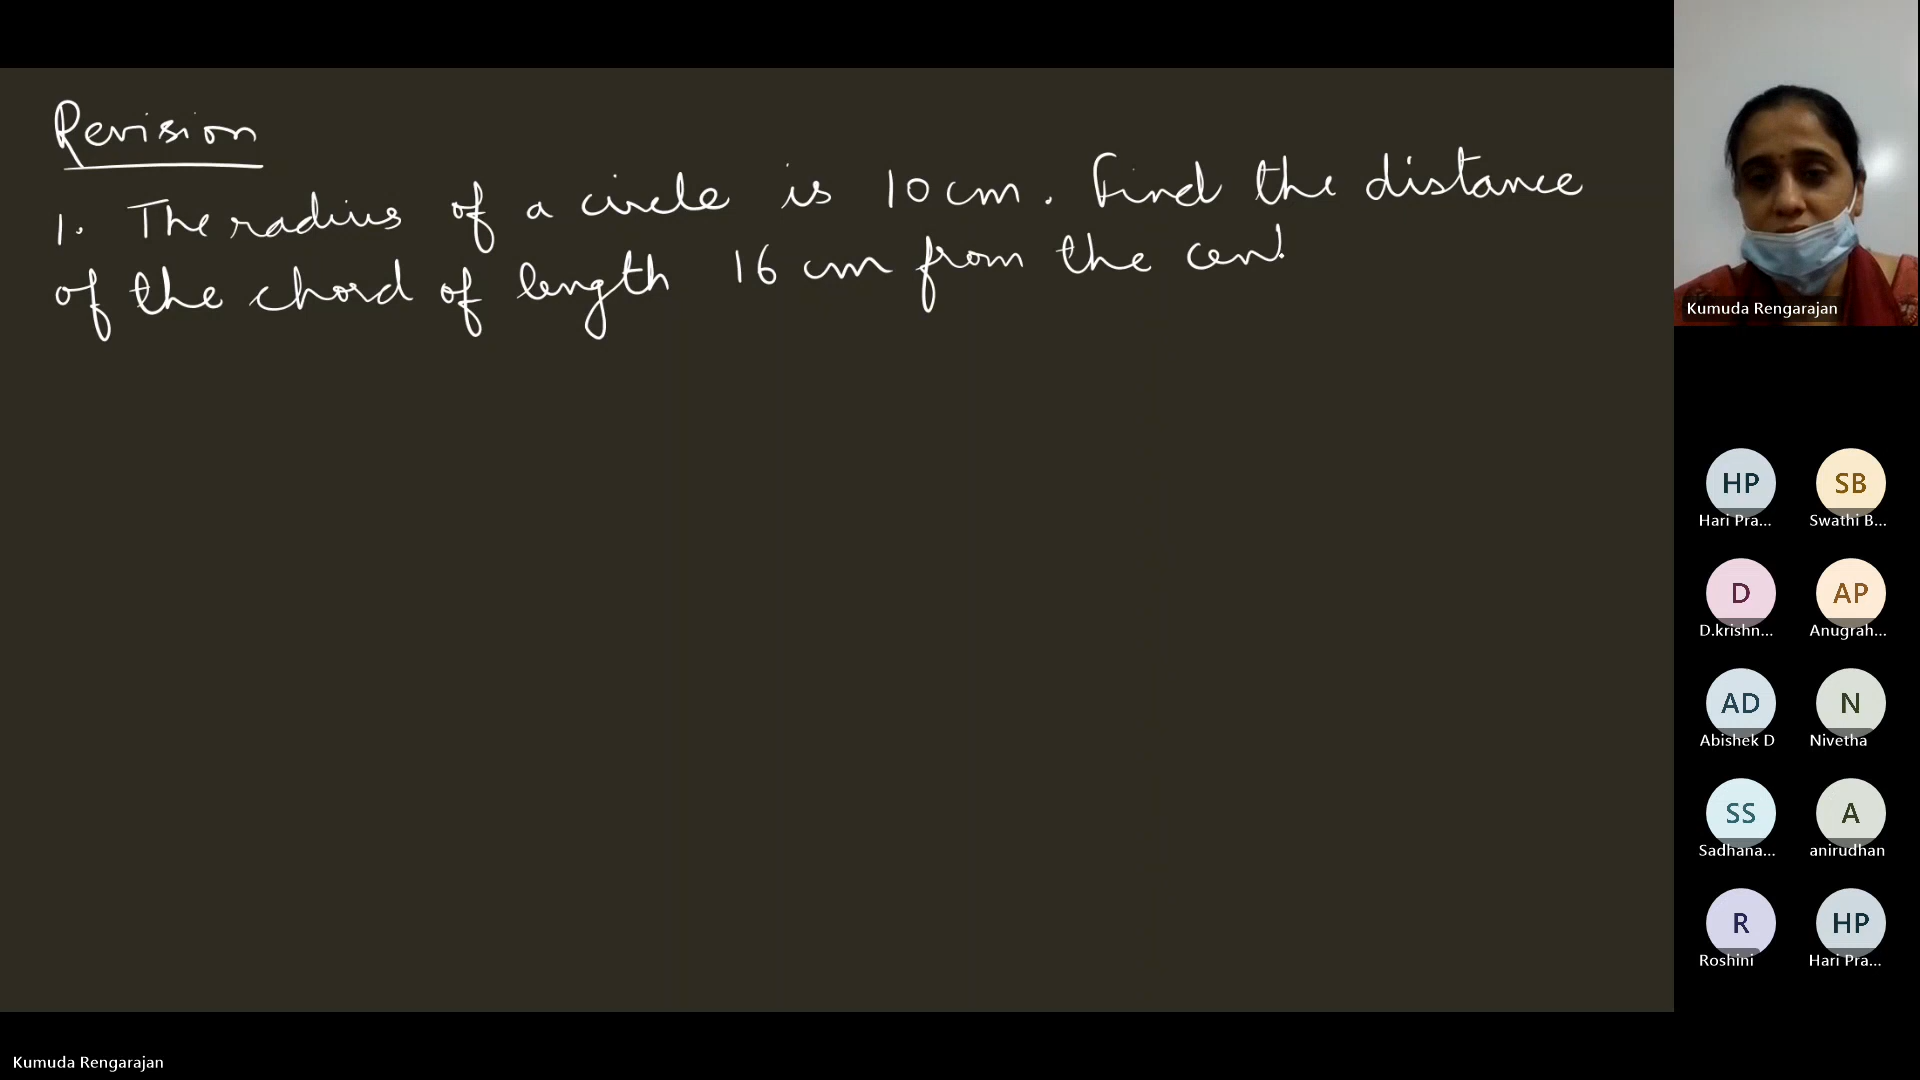 Revision
1. The radius of a circle is 10 cm. Find the distance
of the chord of length 16 cm from the cent
Kumuda Rengarajan
HP
SB
Hari Pra...
Swathi B...
D
AP
D.krishn...
Anugrah...
AD
N
Abishek D
Nivetha
SS
A
Sadhana...
anirudhan
R
HP
Roshini
Hari Pra...
Kumuda Rengarajan